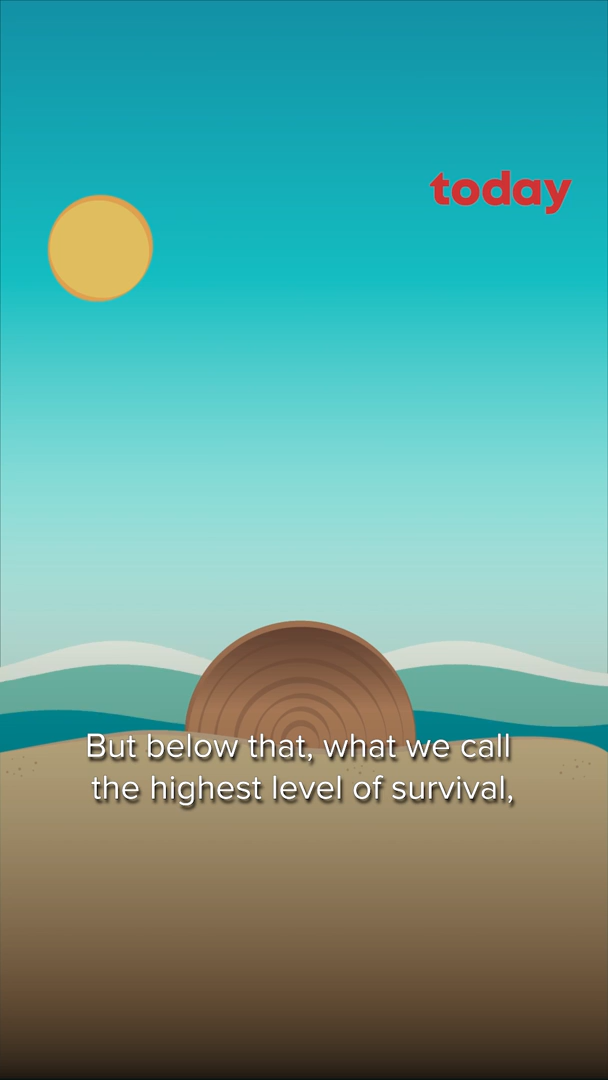 today
But below that, what we call
the highest level of survival,